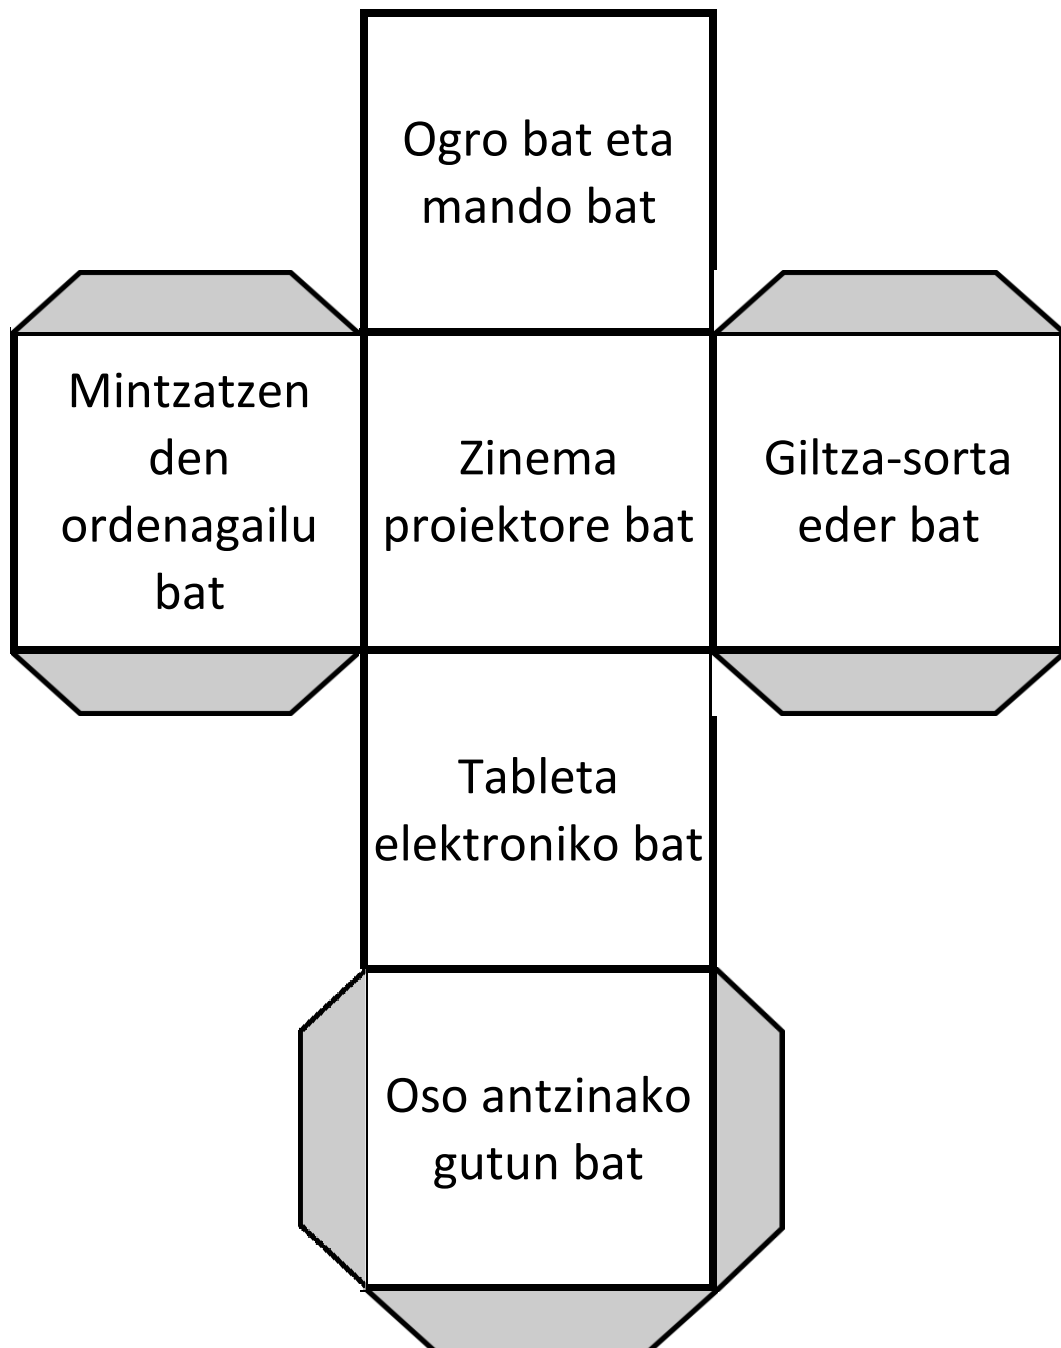 Ogro bat eta
mando bat
Mintzatzen
den
ordenagailu
bat
Zinema
proiektore bat
Giltza-sorta
eder bat
Tableta
elektroniko bat
Oso antzinako
gutun bat